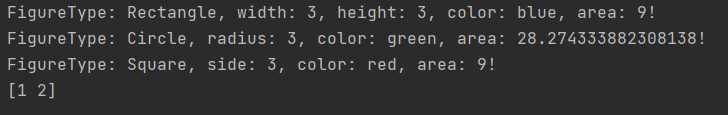 FigureType: Rectangle, width: 3, height: 3, color: blue, area: 9!
FigureType: Circle, radius: 3, color: green, area: 28.274333882308138!
FigureType: Square, side: 3, color: red, area: 9!
[1 2]